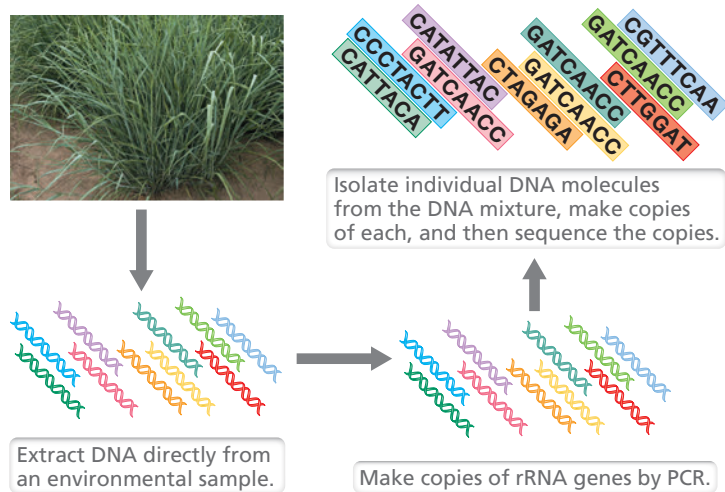 CATATTAC
CCCTACTT
CATTACA
GATCAACC
CTAGAGA
GATCAACC
GATCAACC
GATCAACC
CGTTTCAA
CTTGGAT
Isolate individual DNA molecules
from the DNA mixture, make copies
of each, and then sequence the copies.
Extract DNA directly from
an environmental sample.
Make copies of rRNA genes by PCR.